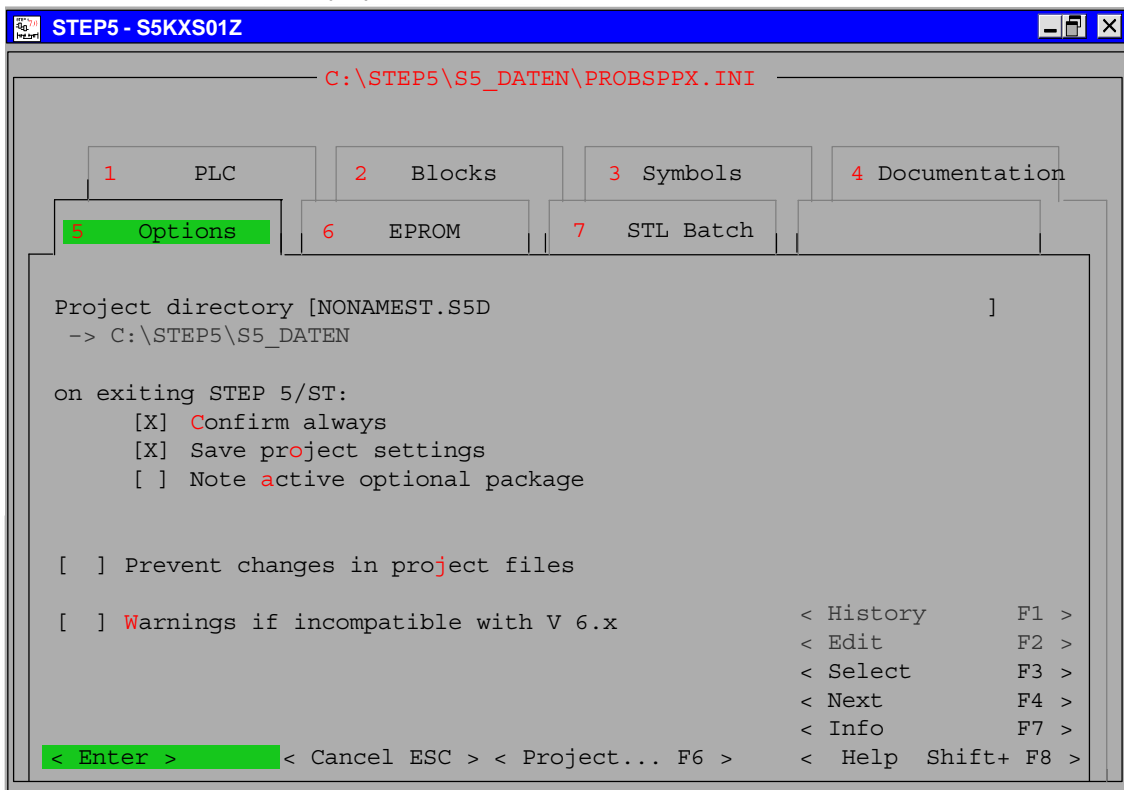 STEP5 - S5KXS01Z
C:\STEP5\S5_DATEN\PROBSPPX.INI
1 PLC 2 Blocks 3 Symbols 4 Documentation
5 Options 6 EPROM 7 STL Batch
Project directory [NONAMEST.S5D ]
-> C:\STEP5\S5_DATEN
on exiting STEP 5/ST:
[X] Confirm always
[X] Save project settings
[ ] Note active optional package
[ ] Prevent changes in project files
[ ] Warnings if incompatible with V 6.x
< History F1 >
< Edit F2 >
< Select F3 >
< Next F4 >
< Info F7 >
< Enter > < Cancel ESC > < Project... F6 > < Help Shift+ F8 >